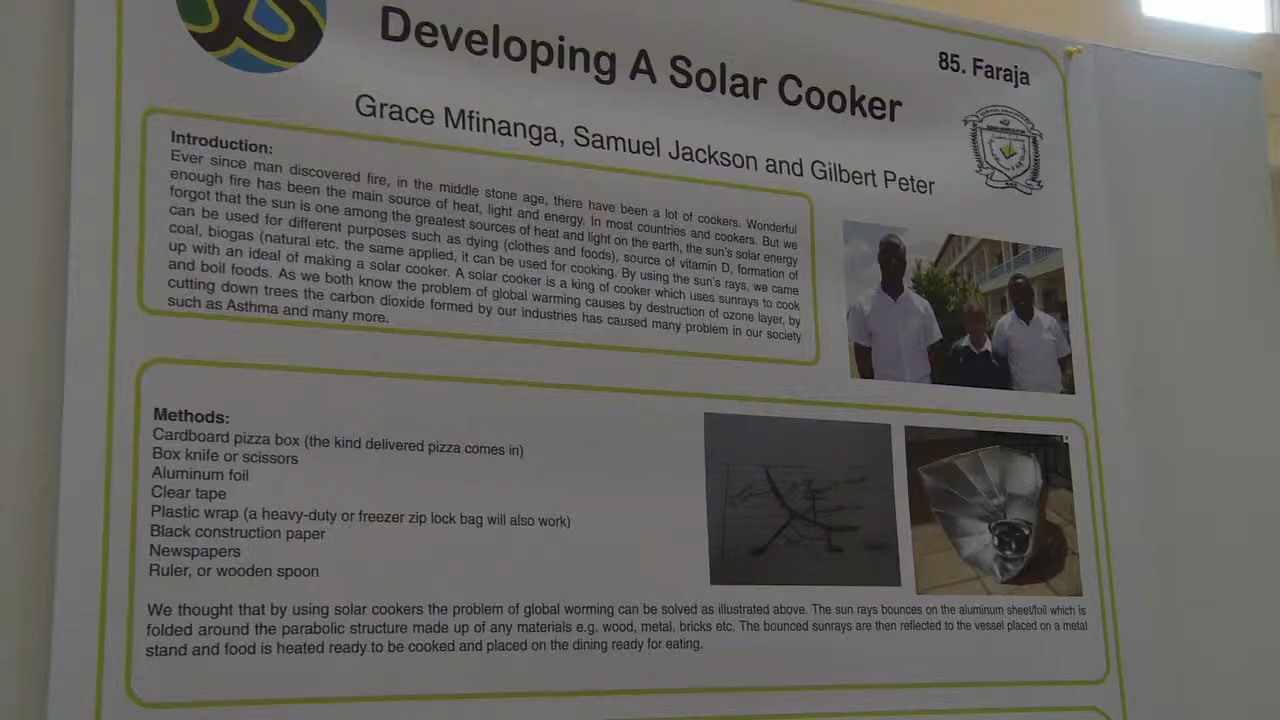 Developing A Solar Cooker
85. Faraja
Grace Mfinanga, Samuel Jackson and Gilbert Peter
Introduction:
Ever since man discovered fire, in the middle stone age, there have been a lot of cookers. Wonderful
enough fire has been the main source of heat, light and energy. In most countries and cookers. But we
forgot that the sun is one among the greatest sources of heat and light on the earth, the sun's solar energy
can be used for different purposes such as dying (clothes and foods), source of vitamin D, formation of
coal, biogas (natural etc. the same applied, it can be used for cooking. By using the sun's rays, we came
up with an ideal of making a solar cooker. A solar cooker is a king of cooker which uses sunrays to cook
and boil foods. As we both know the problem of global warming causes by destruction of ozone layer, by
cutting down trees the carbon dioxide formed by our industries has caused many problem in our society
such as Asthma and many more.
Methods:
Cardboard pizza box (the kind delivered pizza comes in)
Box knife or scissors
Aluminum foil
Clear tape
Plastic wrap (a heavy-duty or freezer zip lock bag will also work)
Black construction paper
Newspapers
Ruler, or wooden spoon
We thought that by using solar cookers the problem of global worming can be solved as illustrated above. The sun rays bounces on the aluminum sheet/foil which is
folded around the parabolic structure made up of any materials e.g. wood, metal, bricks etc. The bounced sunrays are then reflected to the vessel placed on a metal
stand and food is heated ready to be cooked and placed on the dining ready for eating.